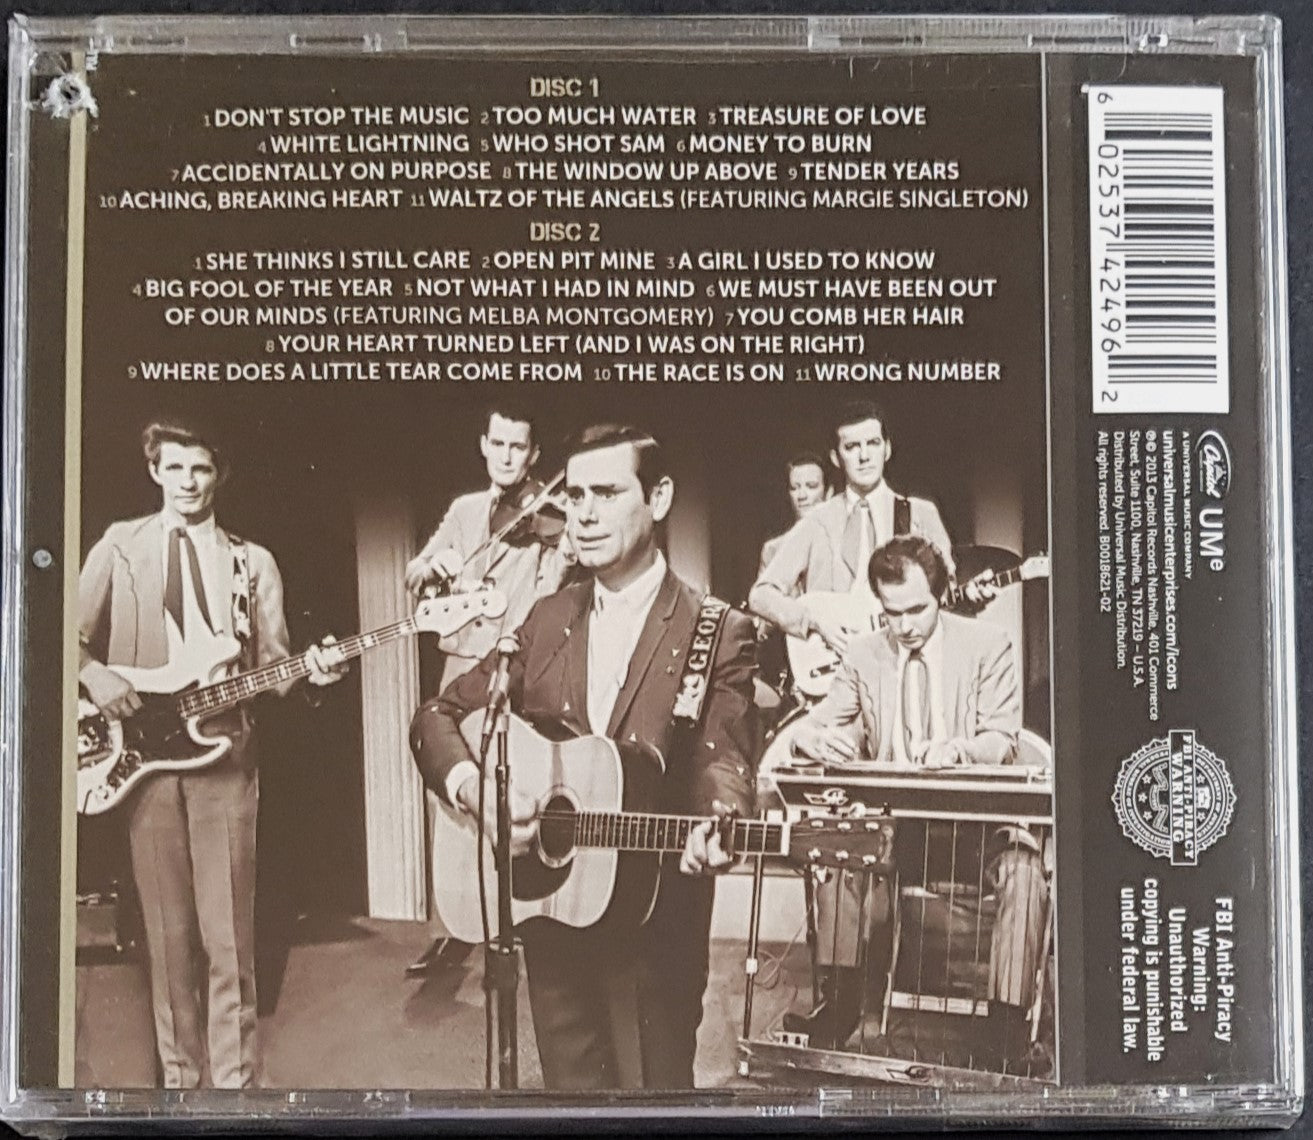 DISC 1
1 DON'T STOP THE MUSIC 2 TOO MUCH WATER 3 TREASURE OF LOVE
4 WHITE LIGHTNING 5 WHO SHOT SAM 6 MONEY TO BURN
7 ACCIDENTALLY ON PURPOSE 8 THE WINDOW UP ABOVE 9 TENDER YEARS
10 ACHING, BREAKING HEART 11 WALTZ OF THE ANGELS (FEATURING MARGIE SINGLETON)
DISC 2
1 SHE THINKS I STILL CARE 2 OPEN PIT MINE 3 A GIRL I USED TO KNOW
4 BIG FOOL OF THE YEAR 5 NOT WHAT I HAD IN MIND 6 WE MUST HAVE BEEN OUT
OF OUR MINDS (FEATURING MELBA MONTGOMERY) 7 YOU COMB HER HAIR
8 YOUR HEART TURNED LEFT (AND I WAS ON THE RIGHT)
9 WHERE DOES A LITTLE TEAR COME FROM 10 THE RACE IS ON 11 WRONG NUMBER
GEOR
6 02537 42496 2
Capitol UMe
A UNIVERSAL MUSIC COMPANY
universalmusicenterprises.com/icons
℗© 2013 Capitol Records Nashville, 401 Commerce
Street, Suite 1100, Nashville, TN 37219 – U.S.A.
Distributed by Universal Music Distribution.
All rights reserved. B0018621-02
FBI ANTI-PIRACY
WARNING
FBI Anti-Piracy
Warning:
Unauthorized
copying is punishable
under federal law.